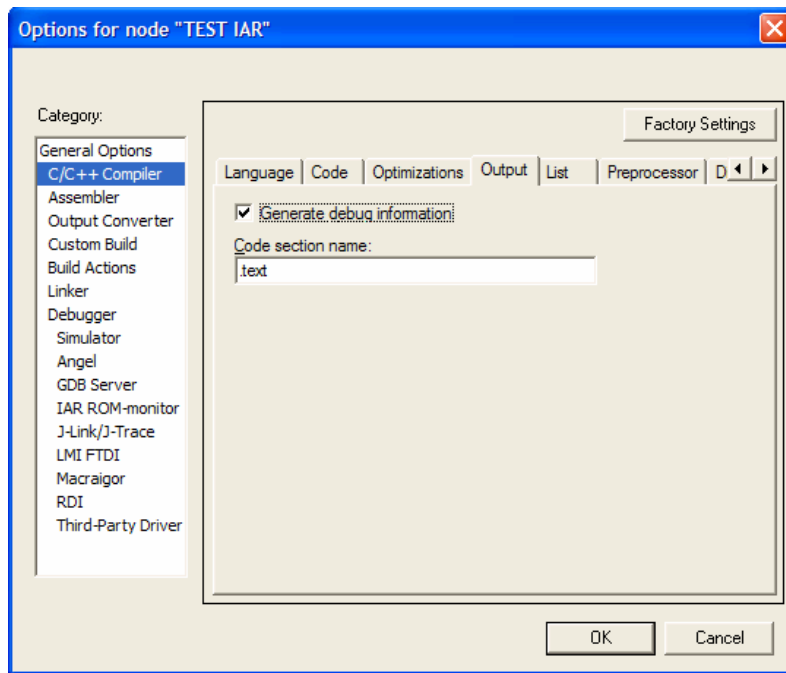 Options for node "TEST IAR"
Category:
Factory Settings
General Options
C/C++ Compiler
Assembler
Output Converter
Custom Build
Build Actions
Linker
Debugger
Simulator
Angel
GDB Server
IAR ROM-monitor
J-Link/J-Trace
LMI FTDI
Macraigor
RDI
Third-Party Driver
Language Code Optimizations Output List Preprocessor D
Generate debug information
Code section name:
.text
OK Cancel